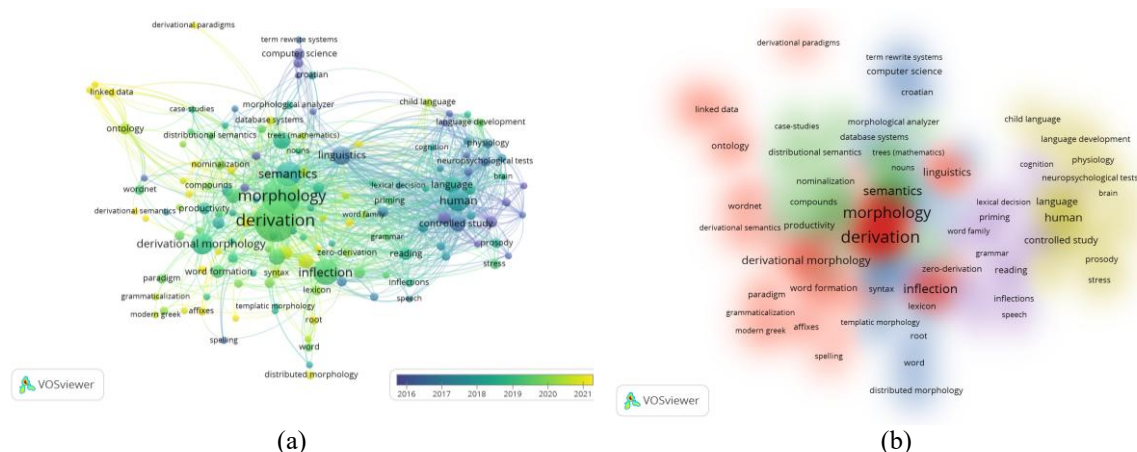 derivational paradigms
term rewrite systems
computer science
croatian
linked data
case-studies
morphological analyzer
child language
database systems
language development
ontology
distributional semantics
trees (mathematics)
cognition
physiology
nouns
linguistics
neuropsychological tests
nominalization
semantics
brain
wordnet
compounds
lexical decision
language
morphology
priming
human
derivational semantics
productivity
word family
controlled study
derivation
grammar
prosody
derivational morphology
zero-derivation
reading
word formation
syntax
inflection
stress
paradigm
lexicon
inflections
grammaticalization
affixes
templatic morphology
speech
modern greek
root
spelling
word
distributed morphology
VOSviewer
2016 2017 2018 2019 2020 2021
(a)
derivational paradigms
term rewrite systems
computer science
croatian
linked data
child language
case-studies
morphological analyzer
database systems
language development
ontology
distributional semantics
trees (mathematics)
physiology
nouns
linguistics
cognition
neuropsychological tests
nominalization
semantics
brain
wordnet
compounds
lexical decision
language
morphology
priming
human
derivational semantics
productivity
word family
derivation
controlled study
grammar
prosody
derivational morphology
zero-derivation
reading
stress
word formation
syntax
inflection
paradigm
inflections
lexicon
grammaticalization
affixes
templatic morphology
speech
modern greek
root
spelling
word
distributed morphology
VOSviewer
(b)